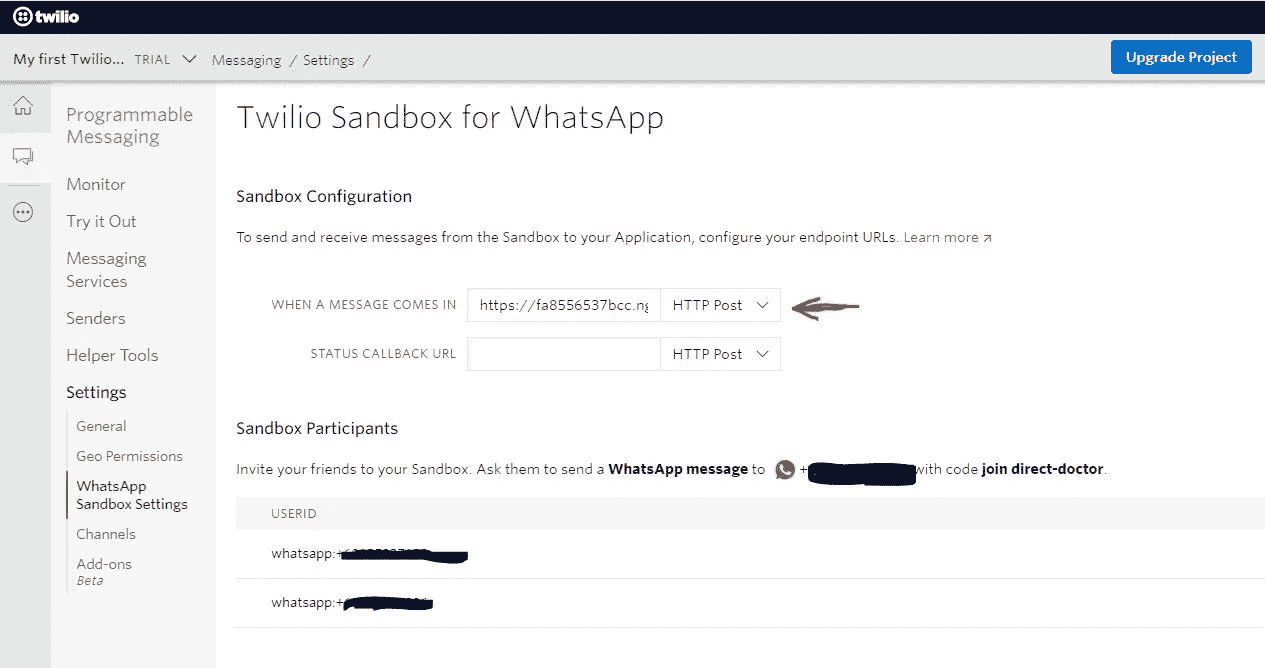 twilio
My first Twilio... TRIAL Messaging / Settings /
Upgrade Project
Programmable
Messaging
Monitor
Try it Out
Messaging
Services
Senders
Helper Tools
Settings
General
Geo Permissions
WhatsApp
Sandbox Settings
Channels
Add-ons
Beta
Twilio Sandbox for WhatsApp
Sandbox Configuration
To send and receive messages from the Sandbox to your Application, configure your endpoint URLs. Learn more ↗
WHEN A MESSAGE COMES IN https://fa8556537bcc.ng HTTP Post
STATUS CALLBACK URL HTTP Post
Sandbox Participants
Invite your friends to your Sandbox. Ask them to send a WhatsApp message to + with code join direct-doctor.
USERID
whatsapp:+
whatsapp:+